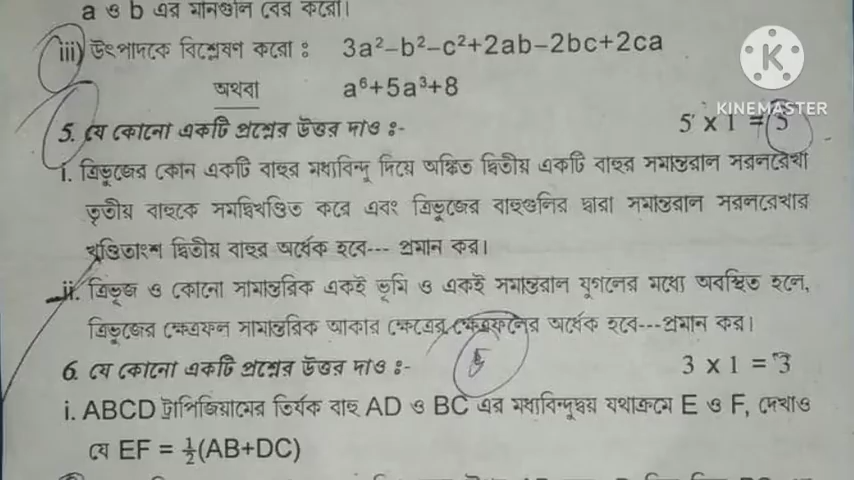 a ও b এর মানগুলি বের করো।
iii) উৎপাদকে বিশ্লেষণ করো : 3a²-b²-c²+2ab-2bc+2ca
KINEMASTER
অথবা a⁶+5a³+8
5. যে কোনো একটি প্রশ্নের উত্তর দাও :- 5 x 1 = 5
i. ত্রিভূজের কোন একটি বাহুর মধ্যবিন্দু দিয়ে অঙ্কিত দ্বিতীয় একটি বাহুর সমান্তরাল সরলরেখা
তৃতীয় বাহুকে সমদ্বিখণ্ডিত করে এবং ত্রিভূজের বাহুগুলির দ্বারা সমান্তরাল সরলরেখার
খণ্ডিতাংশ দ্বিতীয় বাহুর অর্ধেক হবে--- প্রমান কর।
ii. ত্রিভূজ ও কোনো সামান্তরিক একই ভূমি ও একই সমান্তরাল যুগলের মধ্যে অবস্থিত হলে,
ত্রিভূজের ক্ষেত্রফল সামান্তরিক আকার ক্ষেত্রের ক্ষেত্রফলের অর্ধেক হবে---প্রমান কর।
6. যে কোনো একটি প্রশ্নের উত্তর দাও :- 3 x 1 = 3
i. ABCD ট্রাপিজিয়ামের তির্যক বাহু AD ও BC এর মধ্যবিন্দুদ্বয় যথাক্রমে E ও F, দেখাও
যে EF = ½(AB+DC)